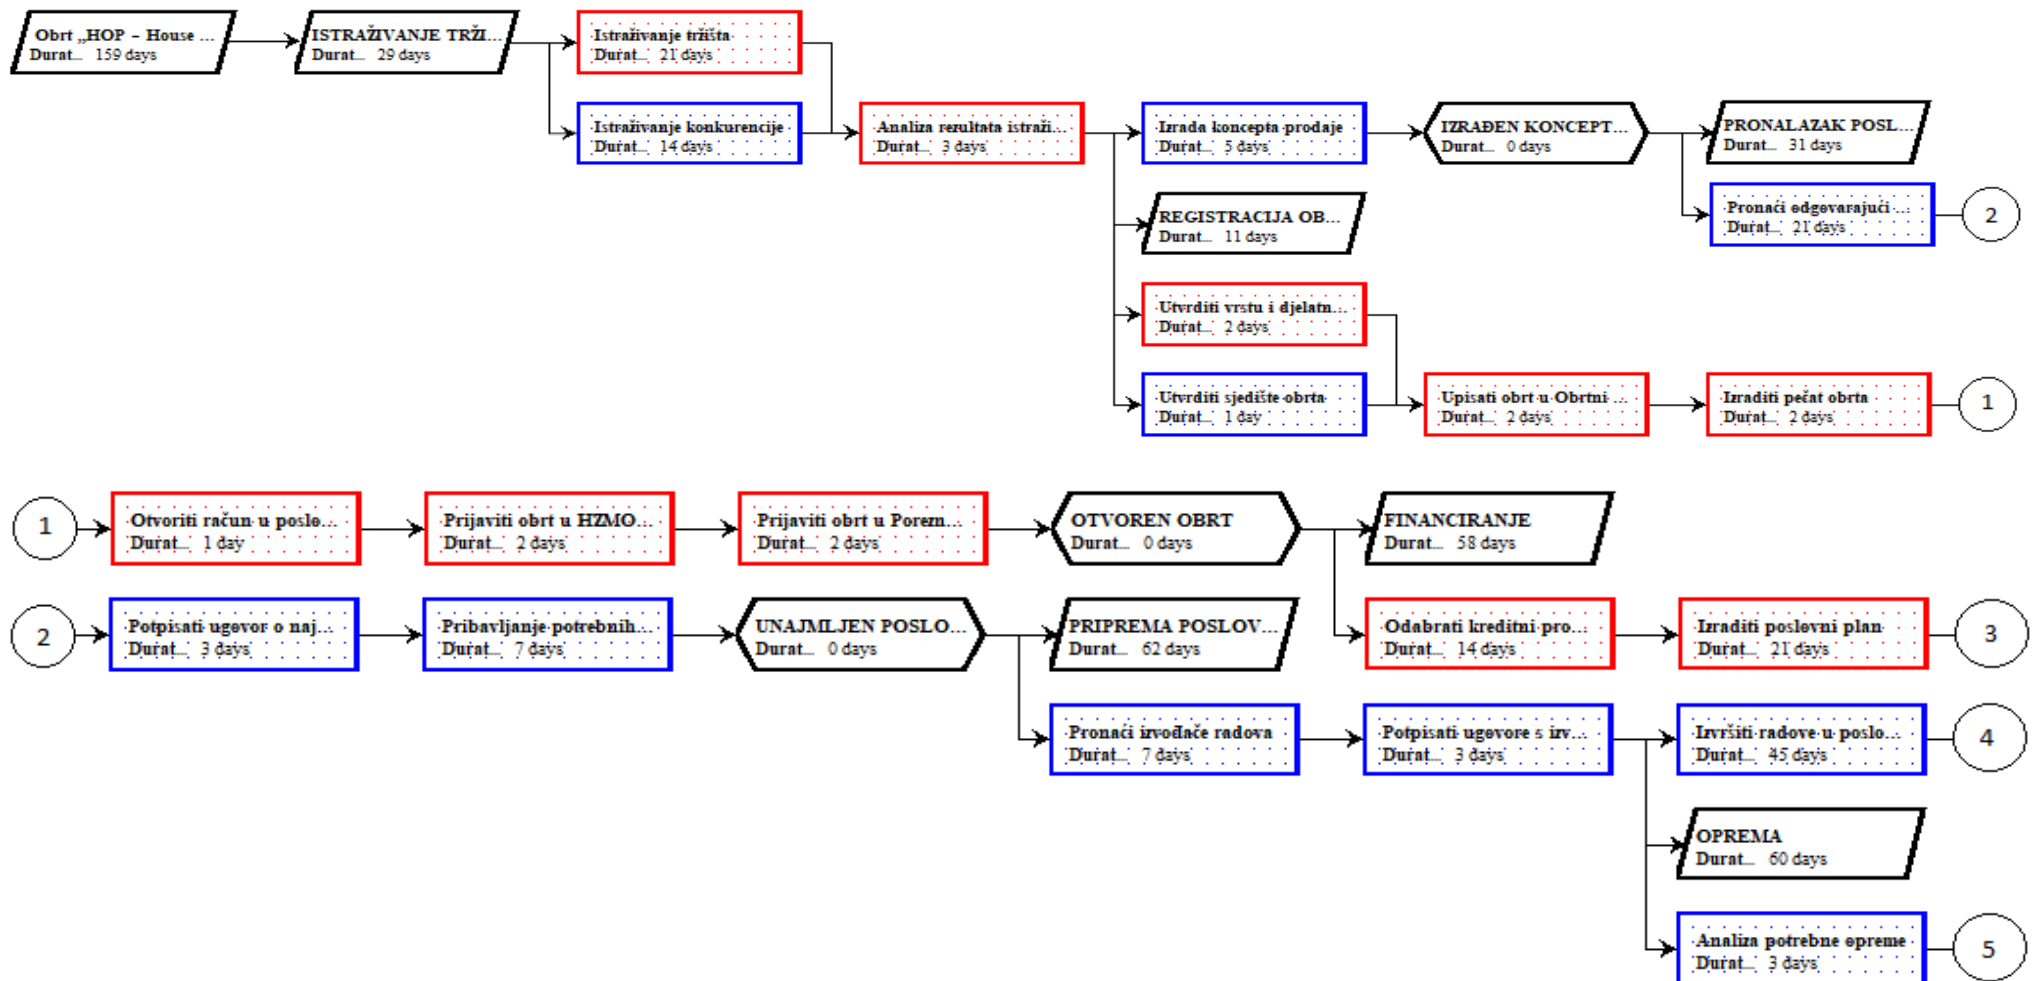 Obrt „HOP – House ...
Durat... 159 days
ISTRAŽIVANJE TRŽI...
Durat... 29 days
Istraživanje tržišta
Durat... 21 days
Istraživanje konkurencije
Durat... 14 days
Analiza rezultata istraži...
Durat... 3 days
Izrada koncepta prodaje
Durat... 5 days
IZRAĐEN KONCEPT...
Durat... 0 days
PRONALAZAK POSL...
Durat... 31 days
Pronaći odgovarajući ...
Durat... 21 days
2
REGISTRACIJA OB...
Durat... 11 days
Utvrditi vrstu i djelatn...
Durat... 2 days
Utvrditi sjedište obrta
Durat... 1 day
Upisati obrt u Obrtni ...
Durat... 2 days
Izraditi pečat obrta
Durat... 2 days
1
1
Otvoriti račun u poslo...
Durat... 1 day
Prijaviti obrt u HZMO...
Durat... 2 days
Prijaviti obrt u Porezn...
Durat... 2 days
OTVOREN OBRT
Durat... 0 days
FINANCIRANJE
Durat... 58 days
2
Potpisati ugovor o naj...
Durat... 3 days
Pribavljanje potrebnih...
Durat... 7 days
UNAJMLJEN POSLO...
Durat... 0 days
PRIPREMA POSLOV...
Durat... 62 days
Odabrati kreditni pro...
Durat... 14 days
Izraditi poslovni plan
Durat... 21 days
3
Pronaći izvođače radova
Durat... 7 days
Potpisati ugovore s izv...
Durat... 3 days
Izvršiti radove u poslo...
Durat... 45 days
4
OPREMA
Durat... 60 days
Analiza potrebne opreme
Durat... 3 days
5